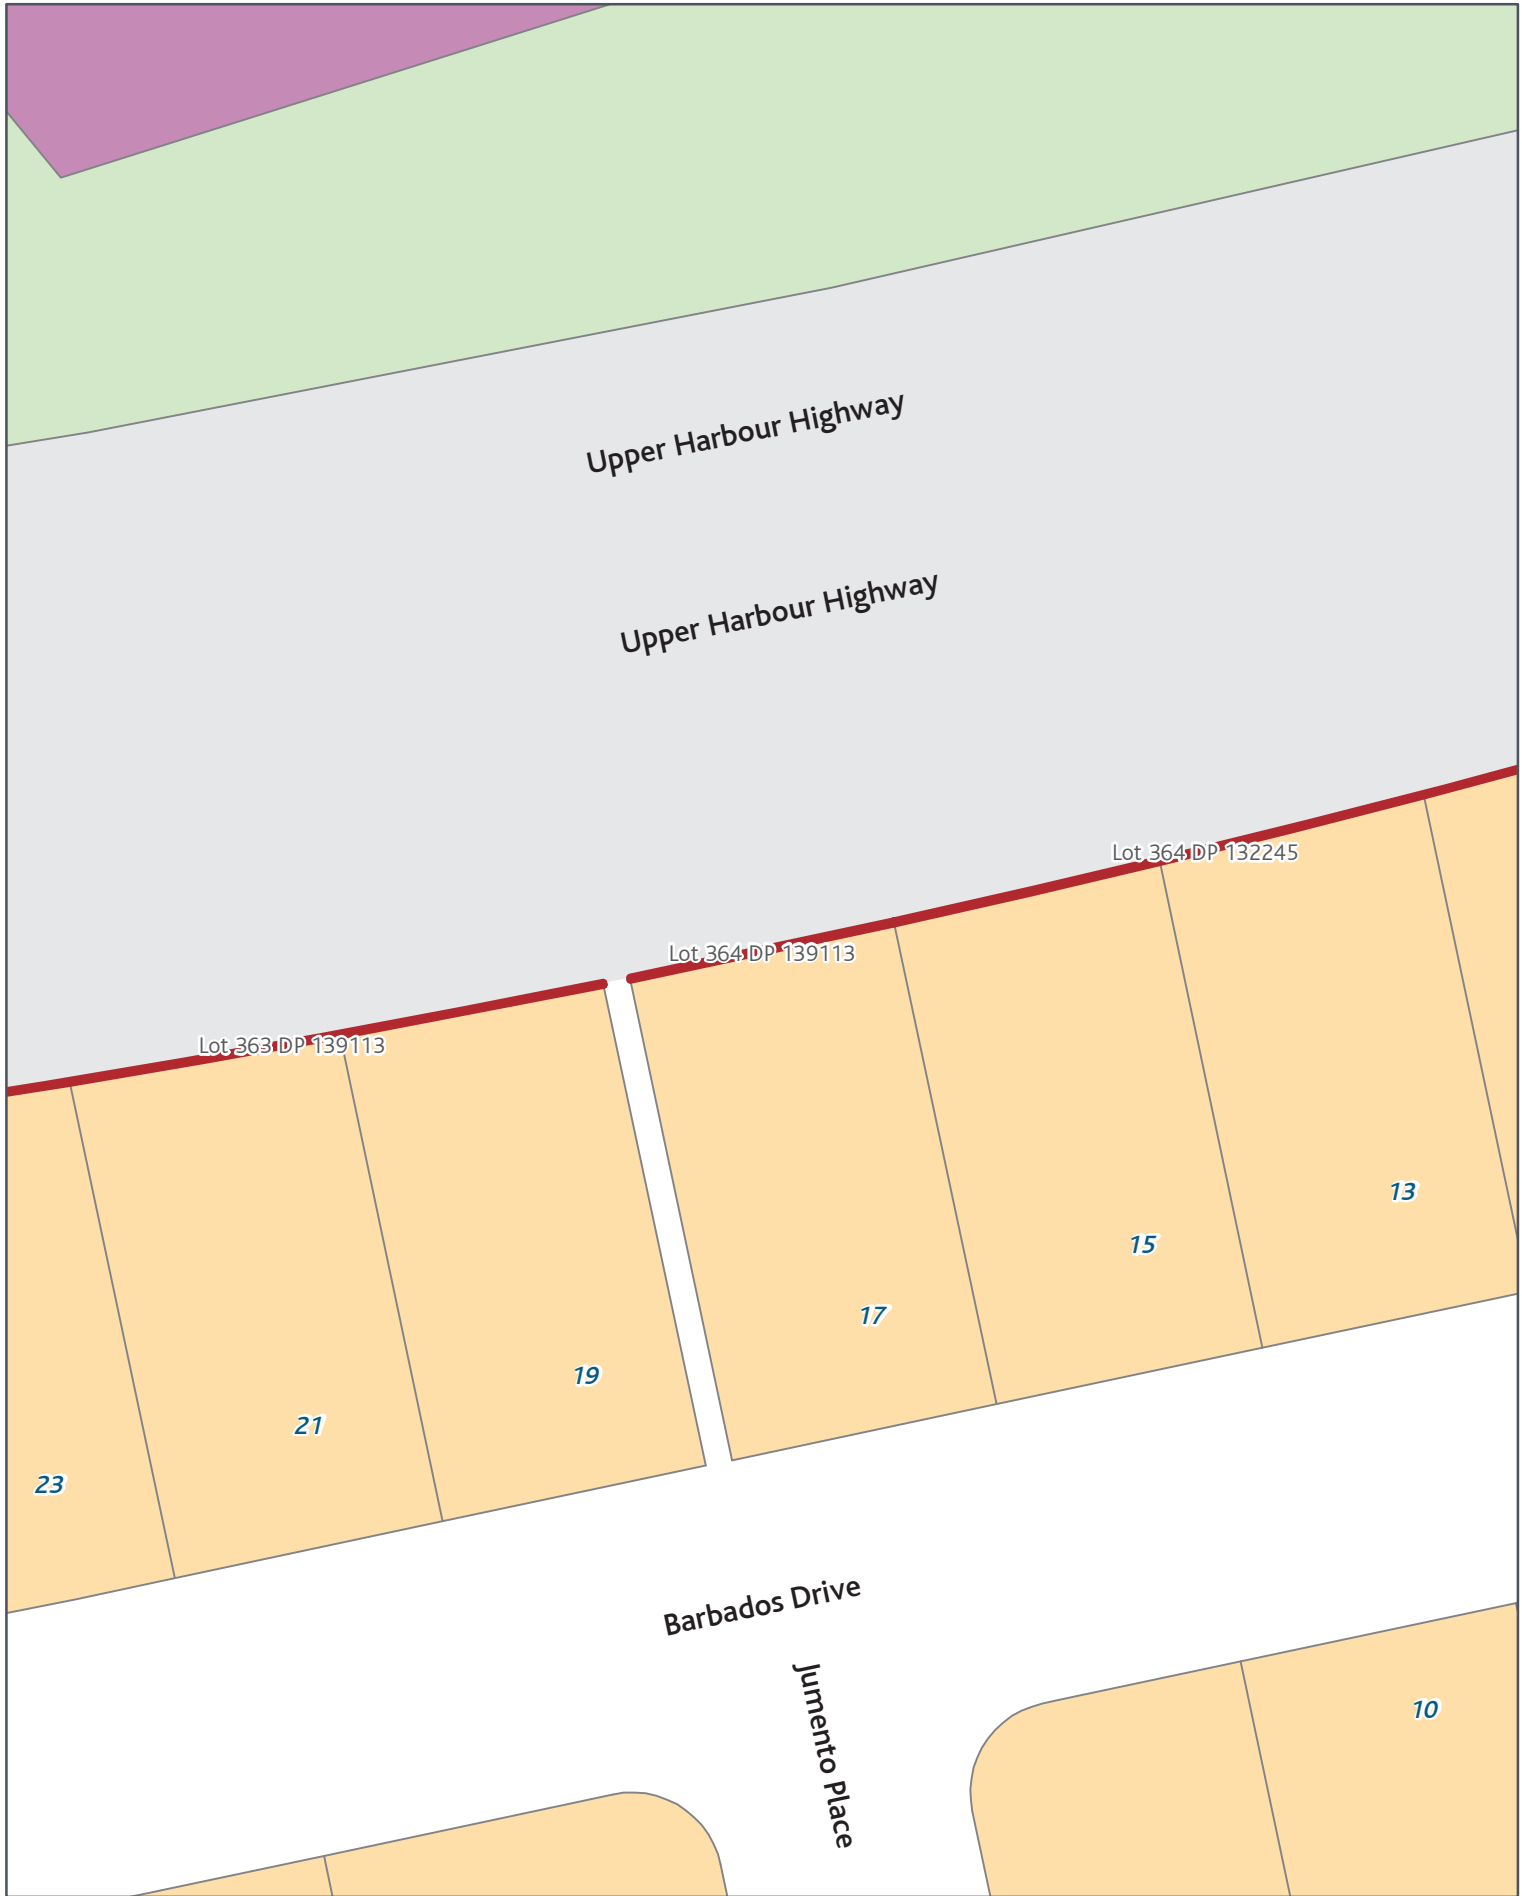 Upper Harbour Highway
Upper Harbour Highway
Lot 364 DP 132245
Lot 364 DP 139113
Lot 363 DP 139113
13
15
17
19
21
23
Barbados Drive
Jumento Place
10